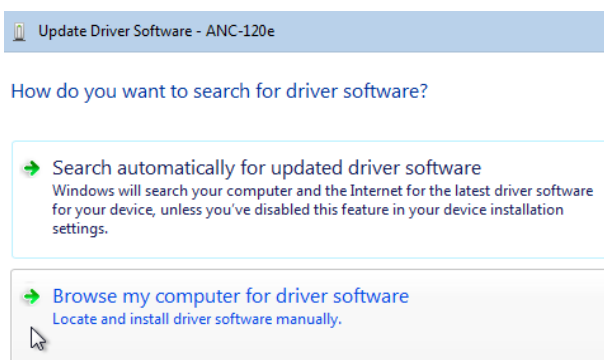 Update Driver Software - ANC-120e
How do you want to search for driver software?
Search automatically for updated driver software
Windows will search your computer and the Internet for the latest driver software
for your device, unless you've disabled this feature in your device installation
settings.
Browse my computer for driver software
Locate and install driver software manually.